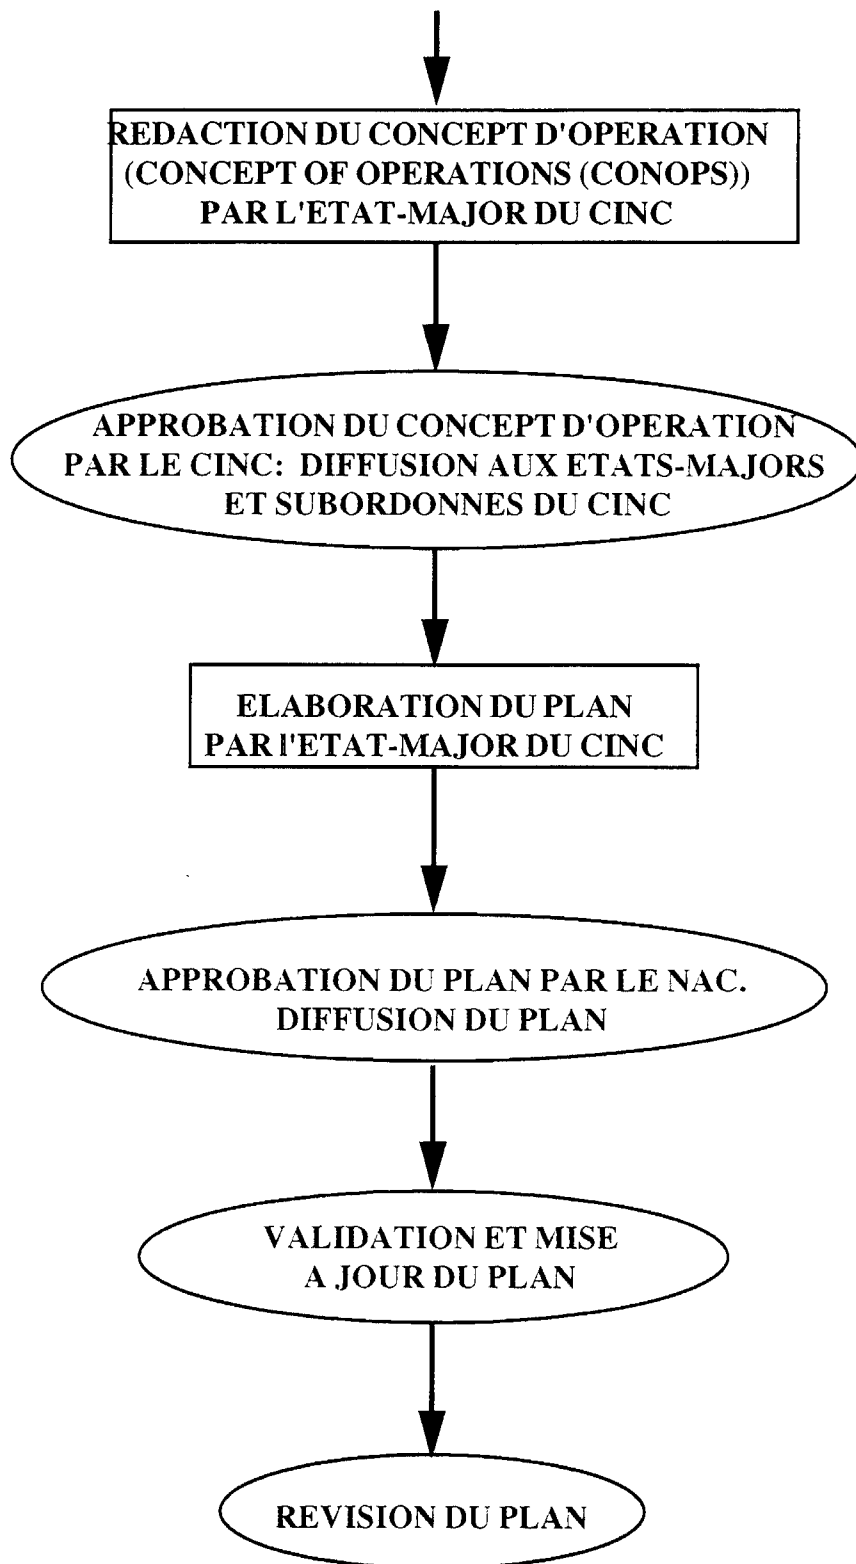 REDACTION DU CONCEPT D'OPERATION
(CONCEPT OF OPERATIONS (CONOPS))
PAR L'ETAT-MAJOR DU CINC
APPROBATION DU CONCEPT D'OPERATION
PAR LE CINC: DIFFUSION AUX ETATS-MAJORS
ET SUBORDONNES DU CINC
ELABORATION DU PLAN
PAR l'ETAT-MAJOR DU CINC
APPROBATION DU PLAN PAR LE NAC.
DIFFUSION DU PLAN
VALIDATION ET MISE
A JOUR DU PLAN
REVISION DU PLAN